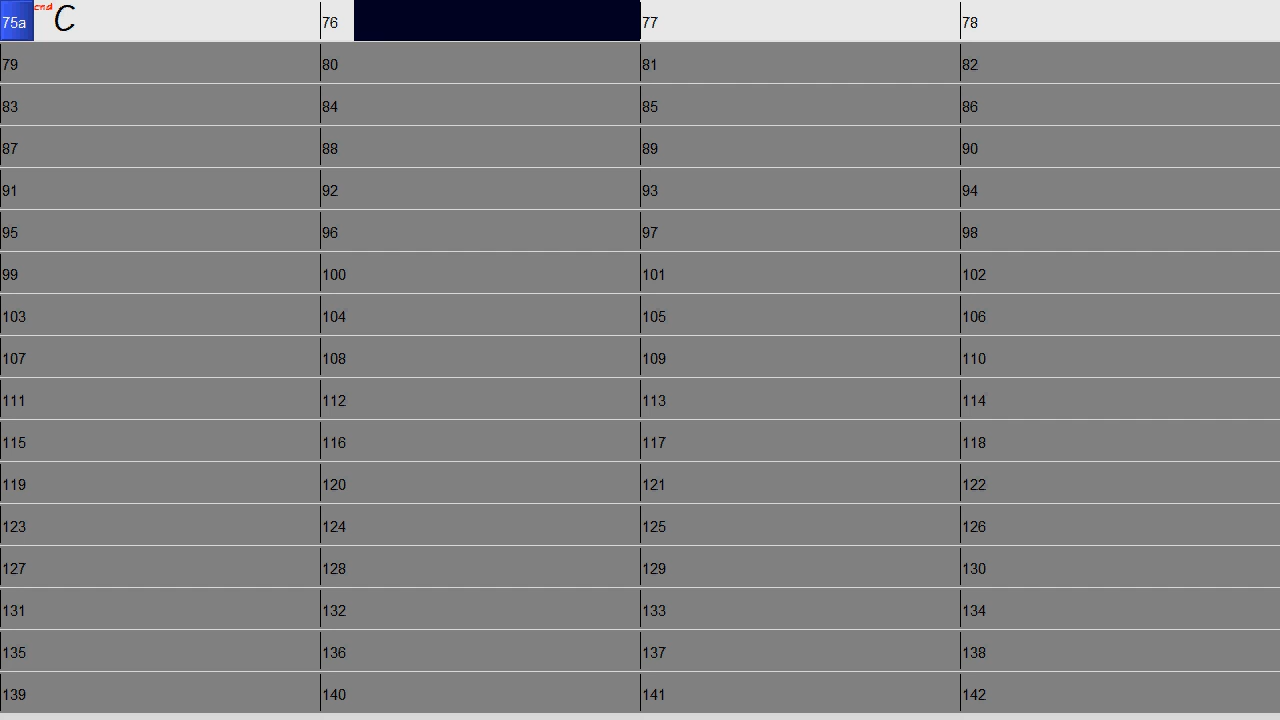 75a end C 76 77 78
79 80 81 82
83 84 85 86
87 88 89 90
91 92 93 94
95 96 97 98
99 100 101 102
103 104 105 106
107 108 109 110
111 112 113 114
115 116 117 118
119 120 121 122
123 124 125 126
127 128 129 130
131 132 133 134
135 136 137 138
139 140 141 142